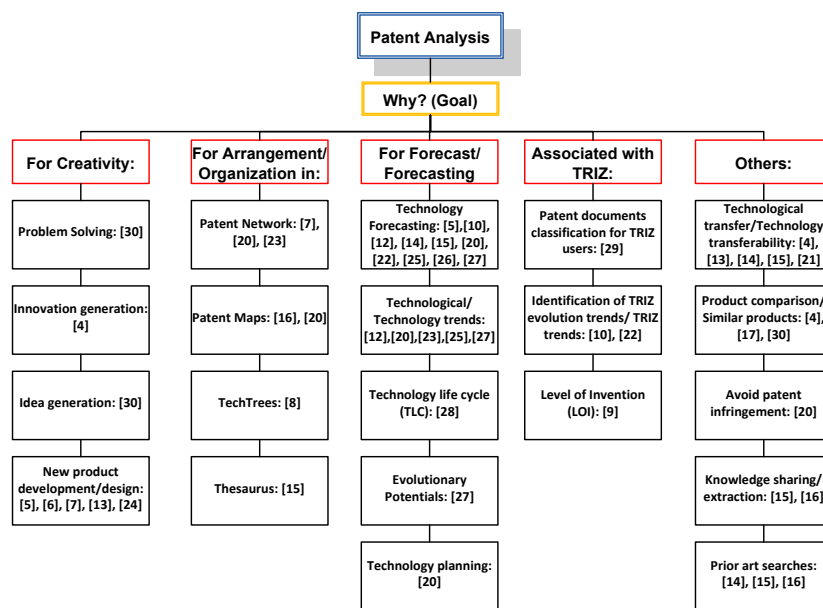 Patent Analysis
Why? (Goal)
For Creativity:
Problem Solving: [30]
Innovation generation:
[4]
Idea generation: [30]
New product
development/design:
[5], [6], [7], [13], [24]
For Arrangement/
Organization in:
Patent Network: [7],
[20], [23]
Patent Maps: [16], [20]
TechTrees: [8]
Thesaurus: [15]
For Forecast/
Forecasting
Technology
Forecasting: [5],[10],
[12], [14], [15], [20],
[22], [25], [26], [27]
Technological/
Technology trends:
[12],[20],[23],[25],[27]
Technology life cycle
(TLC): [28]
Evolutionary
Potentials: [27]
Technology planning:
[20]
Associated with
TRIZ:
Patent documents
classification for TRIZ
users: [29]
Identification of TRIZ
evolution trends/ TRIZ
trends: [10], [22]
Level of Invention
(LOI): [9]
Others:
Technological
transfer/Technology
transferability: [4],
[13], [14], [15], [21]
Product comparison/
Similar products: [4],
[17], [30]
Avoid patent
infringement: [20]
Knowledge sharing/
extraction: [15], [16]
Prior art searches:
[14], [15], [16]